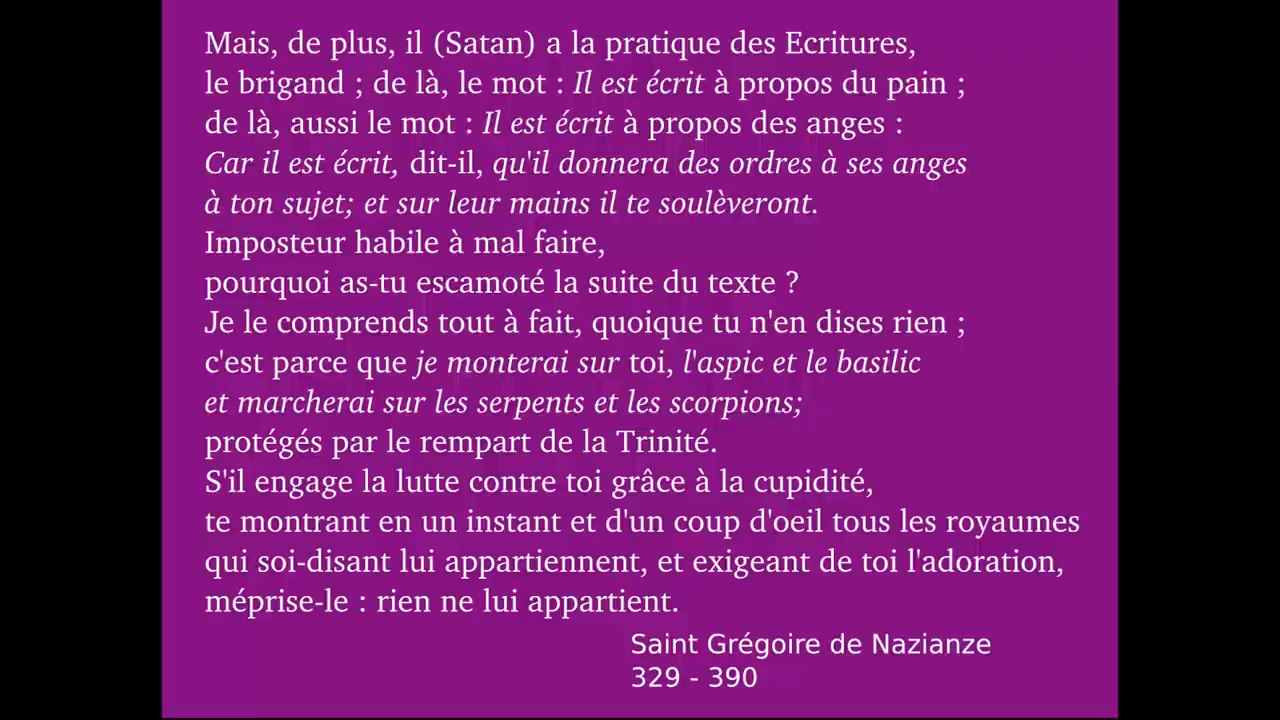 Mais, de plus, il (Satan) a la pratique des Ecritures,
le brigand ; de là, le mot : Il est écrit à propos du pain ;
de là, aussi le mot : Il est écrit à propos des anges :
Car il est écrit, dit-il, qu'il donnera des ordres à ses anges
à ton sujet; et sur leur mains il te soulèveront.
Imposteur habile à mal faire,
pourquoi as-tu escamoté la suite du texte ?
Je le comprends tout à fait, quoique tu n'en dises rien ;
c'est parce que je monterai sur toi, l'aspic et le basilic
et marcherai sur les serpents et les scorpions;
protégés par le rempart de la Trinité.
S'il engage la lutte contre toi grâce à la cupidité,
te montrant en un instant et d'un coup d'oeil tous les royaumes
qui soi-disant lui appartiennent, et exigeant de toi l'adoration,
méprise-le : rien ne lui appartient.
Saint Grégoire de Nazianze
329 - 390